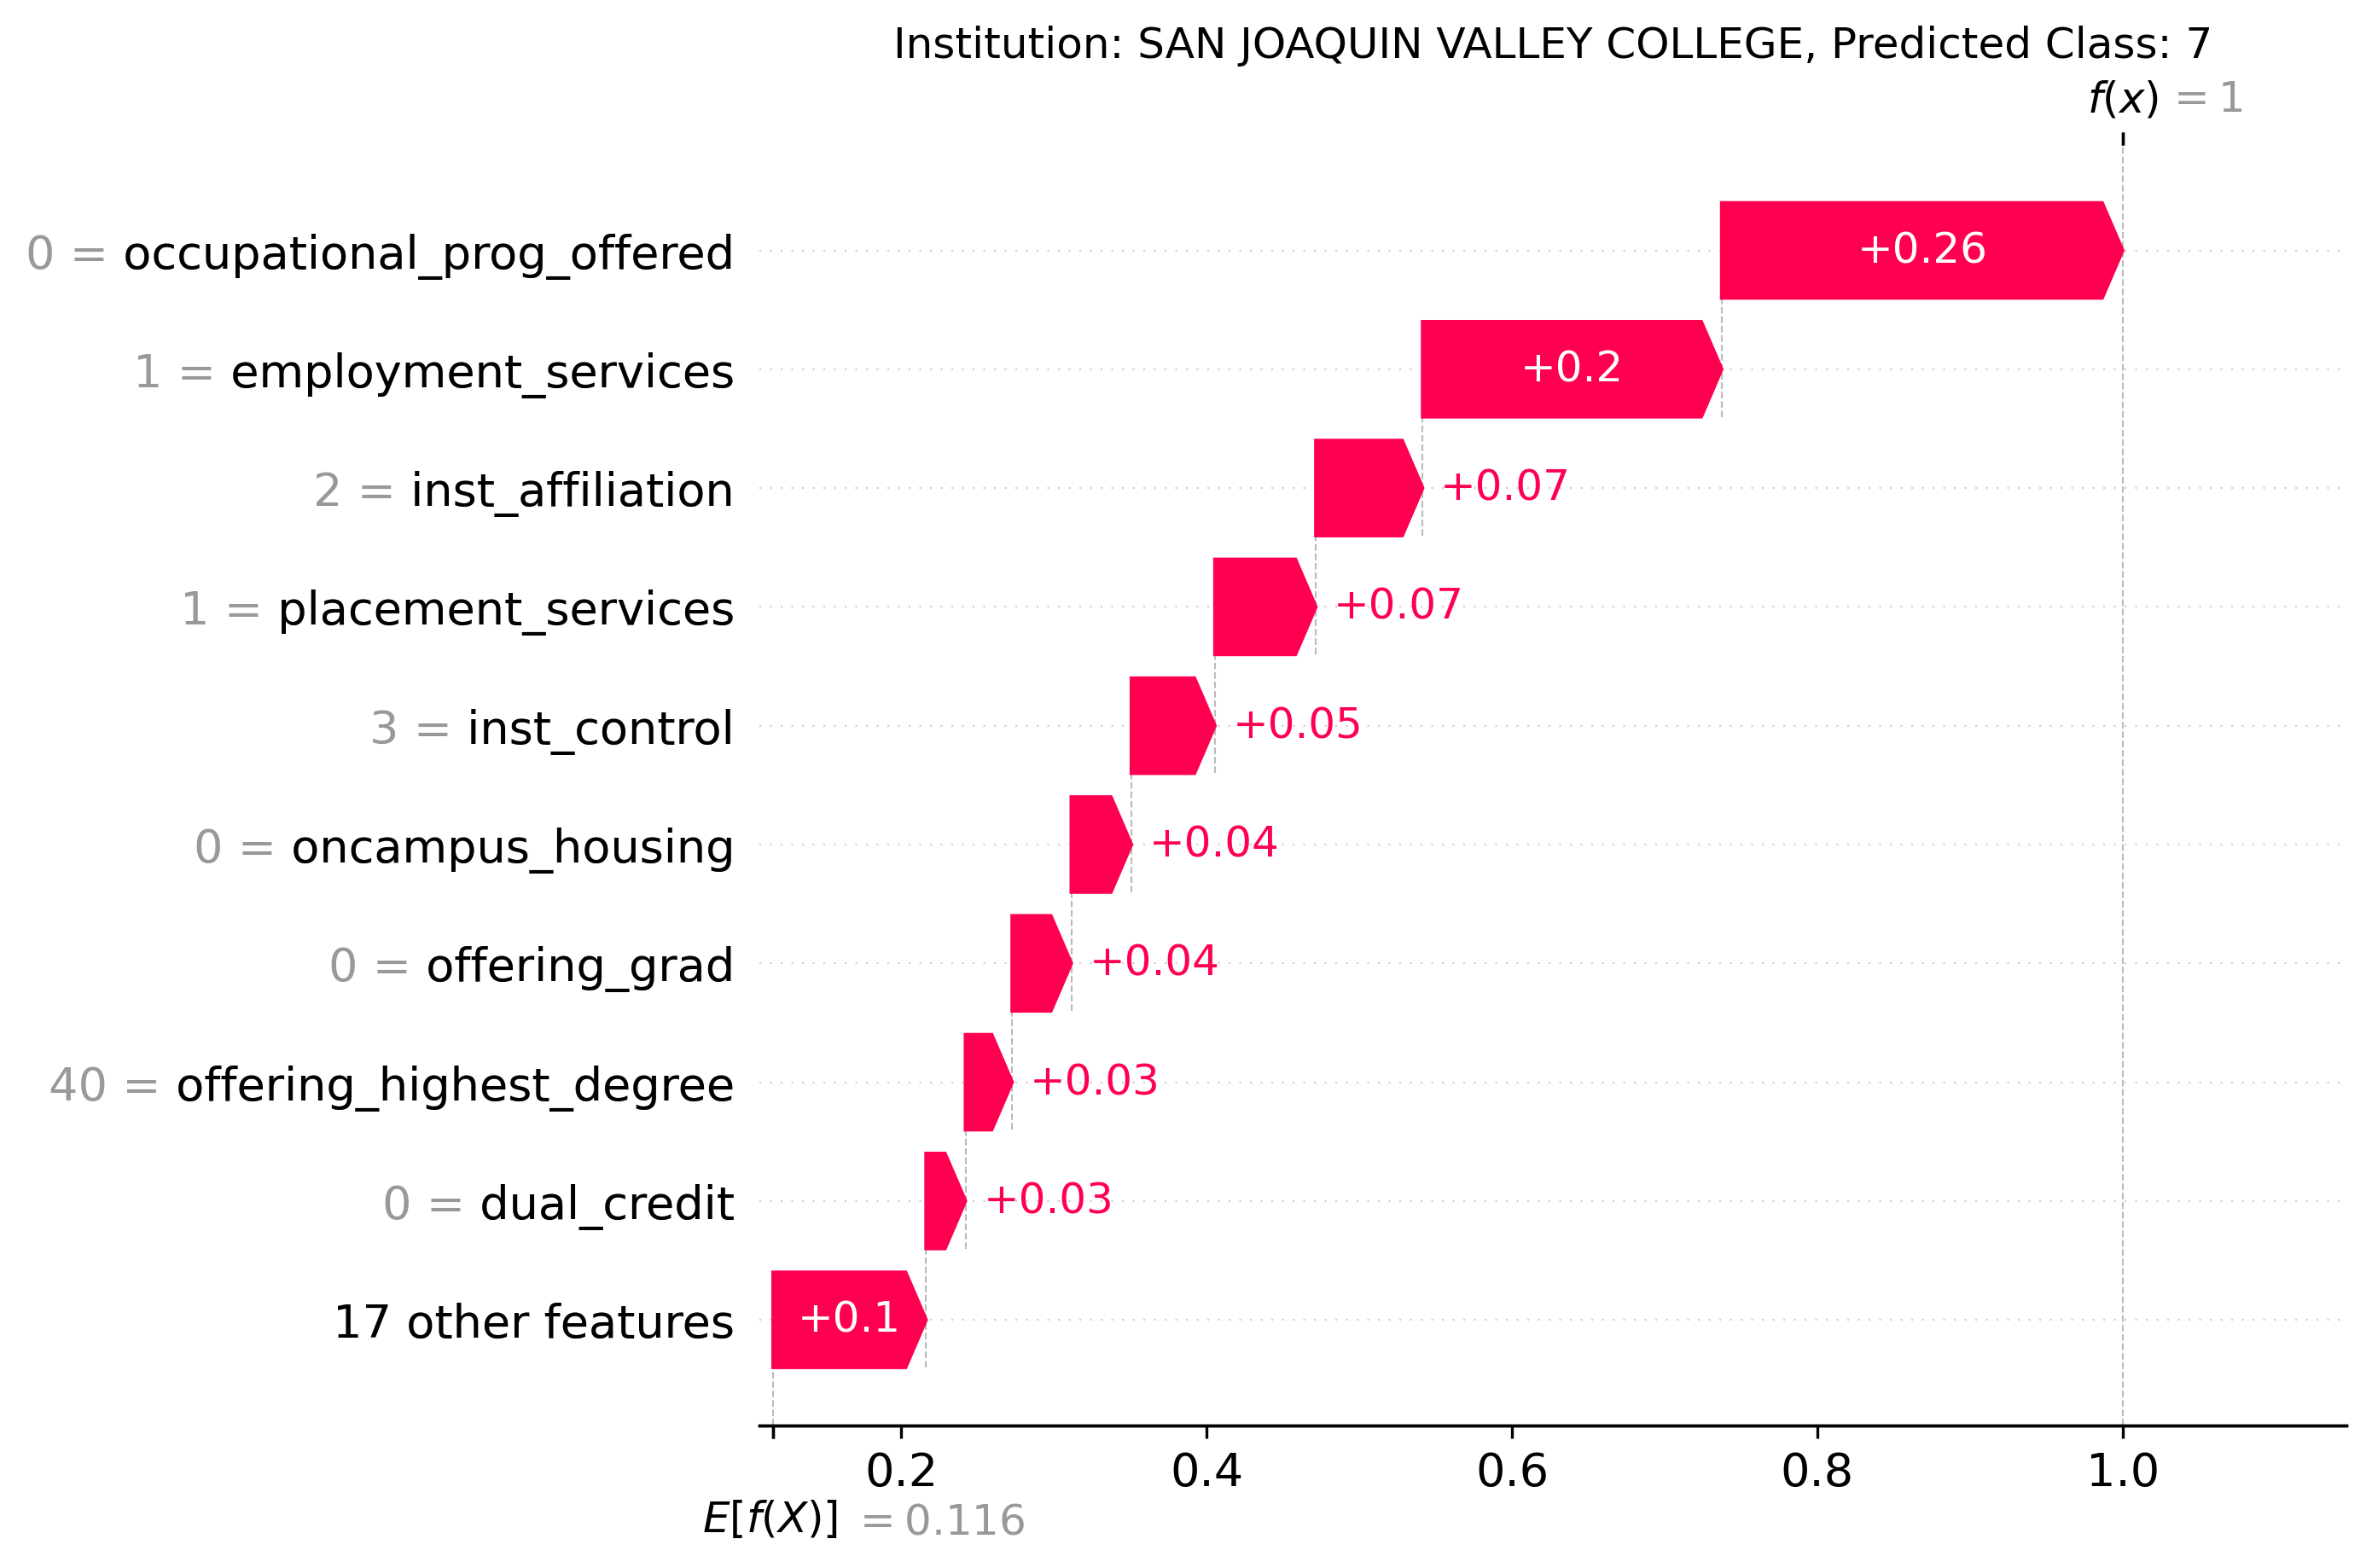 Institution: SAN JOAQUIN VALLEY COLLEGE, Predicted Class: 7
f(x) = 1
0 = occupational_prog_offered +0.26
1 = employment_services +0.2
2 = inst_affiliation +0.07
1 = placement_services +0.07
3 = inst_control +0.05
0 = oncampus_housing +0.04
0 = offering_grad +0.04
40 = offering_highest_degree +0.03
0 = dual_credit +0.03
17 other features +0.1
0.2 0.4 0.6 0.8 1.0
E[f(X)] = 0.116